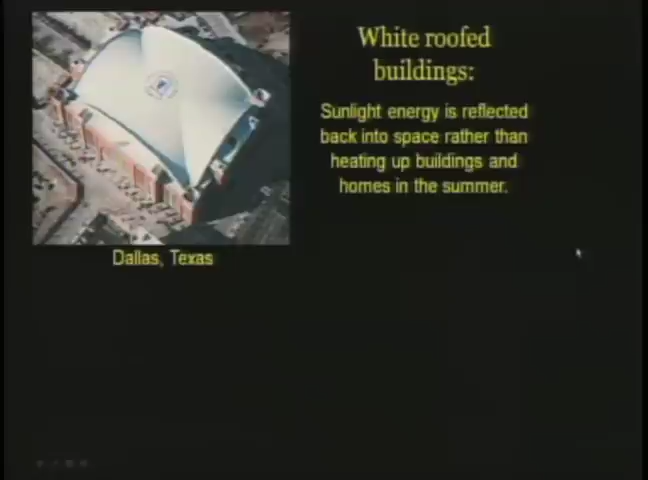 White roofed
buildings:
Sunlight energy is reflected
back into space rather than
heating up buildings and
homes in the summer.
Dallas, Texas